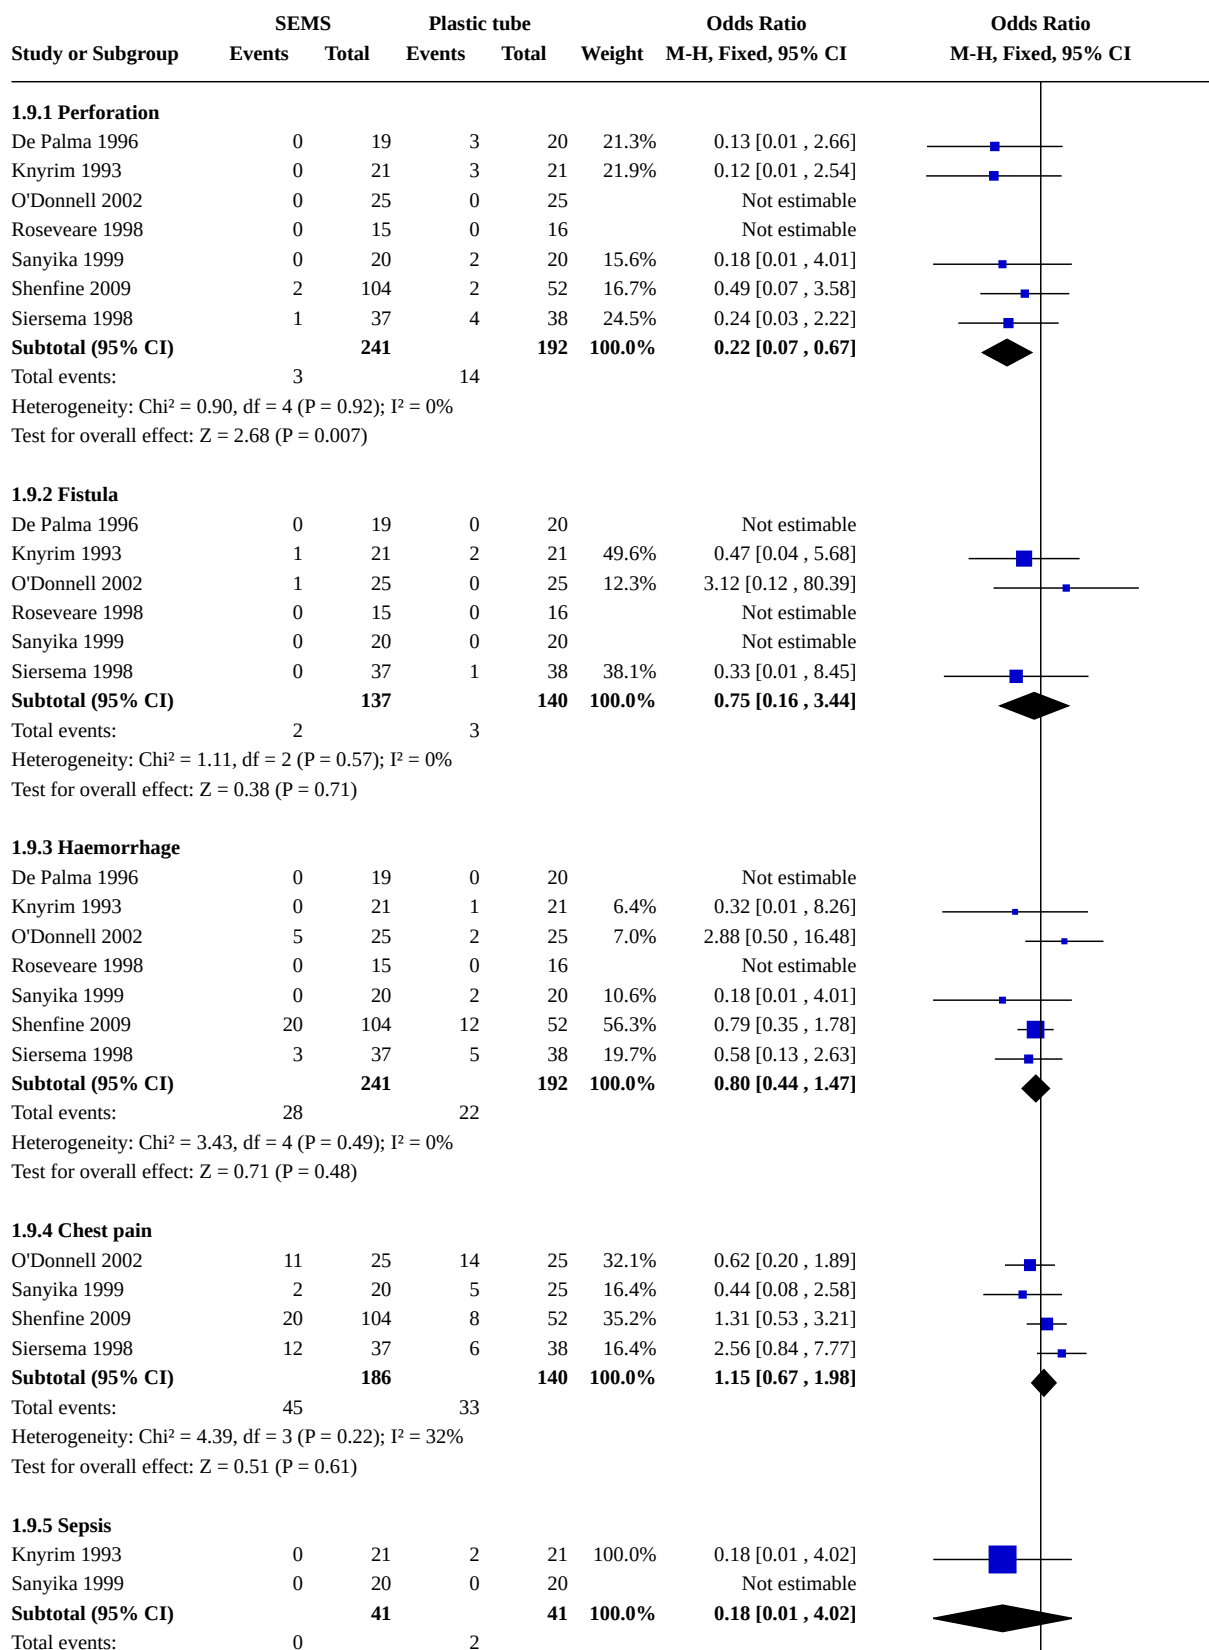 SEMS Plastic tube Odds Ratio Odds Ratio
Study or Subgroup Events Total Events Total Weight M-H, Fixed, 95% CI M-H, Fixed, 95% CI
1.9.1 Perforation
De Palma 1996 0 19 3 20 21.3% 0.13 [0.01 , 2.66]
Knyrim 1993 0 21 3 21 21.9% 0.12 [0.01 , 2.54]
O'Donnell 2002 0 25 0 25 Not estimable
Roseveare 1998 0 15 0 16 Not estimable
Sanyika 1999 0 20 2 20 15.6% 0.18 [0.01 , 4.01]
Shenfine 2009 2 104 2 52 16.7% 0.49 [0.07 , 3.58]
Siersema 1998 1 37 4 38 24.5% 0.24 [0.03 , 2.22]
Subtotal (95% CI) 241 192 100.0% 0.22 [0.07 , 0.67]
Total events: 3 14
Heterogeneity: Chi² = 0.90, df = 4 (P = 0.92); I² = 0%
Test for overall effect: Z = 2.68 (P = 0.007)
1.9.2 Fistula
De Palma 1996 0 19 0 20 Not estimable
Knyrim 1993 1 21 2 21 49.6% 0.47 [0.04 , 5.68]
O'Donnell 2002 1 25 0 25 12.3% 3.12 [0.12 , 80.39]
Roseveare 1998 0 15 0 16 Not estimable
Sanyika 1999 0 20 0 20 Not estimable
Siersema 1998 0 37 1 38 38.1% 0.33 [0.01 , 8.45]
Subtotal (95% CI) 137 140 100.0% 0.75 [0.16 , 3.44]
Total events: 2 3
Heterogeneity: Chi² = 1.11, df = 2 (P = 0.57); I² = 0%
Test for overall effect: Z = 0.38 (P = 0.71)
1.9.3 Haemorrhage
De Palma 1996 0 19 0 20 Not estimable
Knyrim 1993 0 21 1 21 6.4% 0.32 [0.01 , 8.26]
O'Donnell 2002 5 25 2 25 7.0% 2.88 [0.50 , 16.48]
Roseveare 1998 0 15 0 16 Not estimable
Sanyika 1999 0 20 2 20 10.6% 0.18 [0.01 , 4.01]
Shenfine 2009 20 104 12 52 56.3% 0.79 [0.35 , 1.78]
Siersema 1998 3 37 5 38 19.7% 0.58 [0.13 , 2.63]
Subtotal (95% CI) 241 192 100.0% 0.80 [0.44 , 1.47]
Total events: 28 22
Heterogeneity: Chi² = 3.43, df = 4 (P = 0.49); I² = 0%
Test for overall effect: Z = 0.71 (P = 0.48)
1.9.4 Chest pain
O'Donnell 2002 11 25 14 25 32.1% 0.62 [0.20 , 1.89]
Sanyika 1999 2 20 5 25 16.4% 0.44 [0.08 , 2.58]
Shenfine 2009 20 104 8 52 35.2% 1.31 [0.53 , 3.21]
Siersema 1998 12 37 6 38 16.4% 2.56 [0.84 , 7.77]
Subtotal (95% CI) 186 140 100.0% 1.15 [0.67 , 1.98]
Total events: 45 33
Heterogeneity: Chi² = 4.39, df = 3 (P = 0.22); I² = 32%
Test for overall effect: Z = 0.51 (P = 0.61)
1.9.5 Sepsis
Knyrim 1993 0 21 2 21 100.0% 0.18 [0.01 , 4.02]
Sanyika 1999 0 20 0 20 Not estimable
Subtotal (95% CI) 41 41 100.0% 0.18 [0.01 , 4.02]
Total events: 0 2